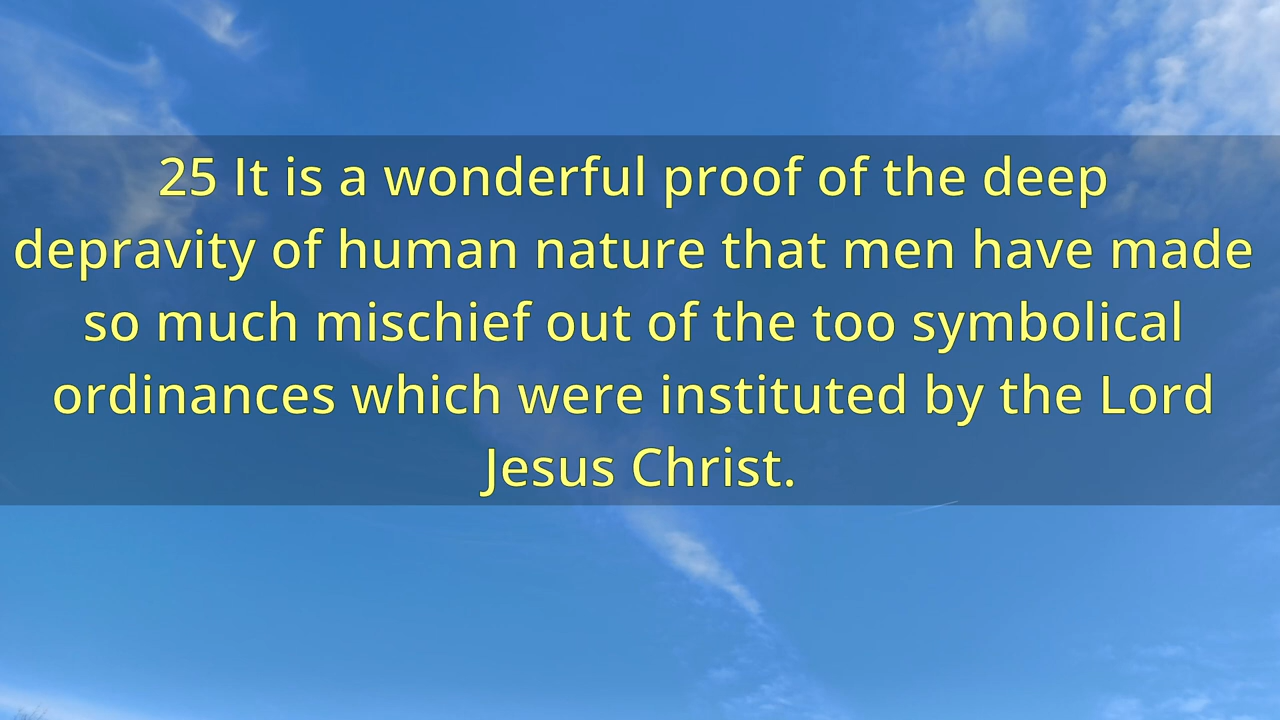 25 It is a wonderful proof of the deep
depravity of human nature that men have made
so much mischief out of the too symbolical
ordinances which were instituted by the Lord
Jesus Christ.